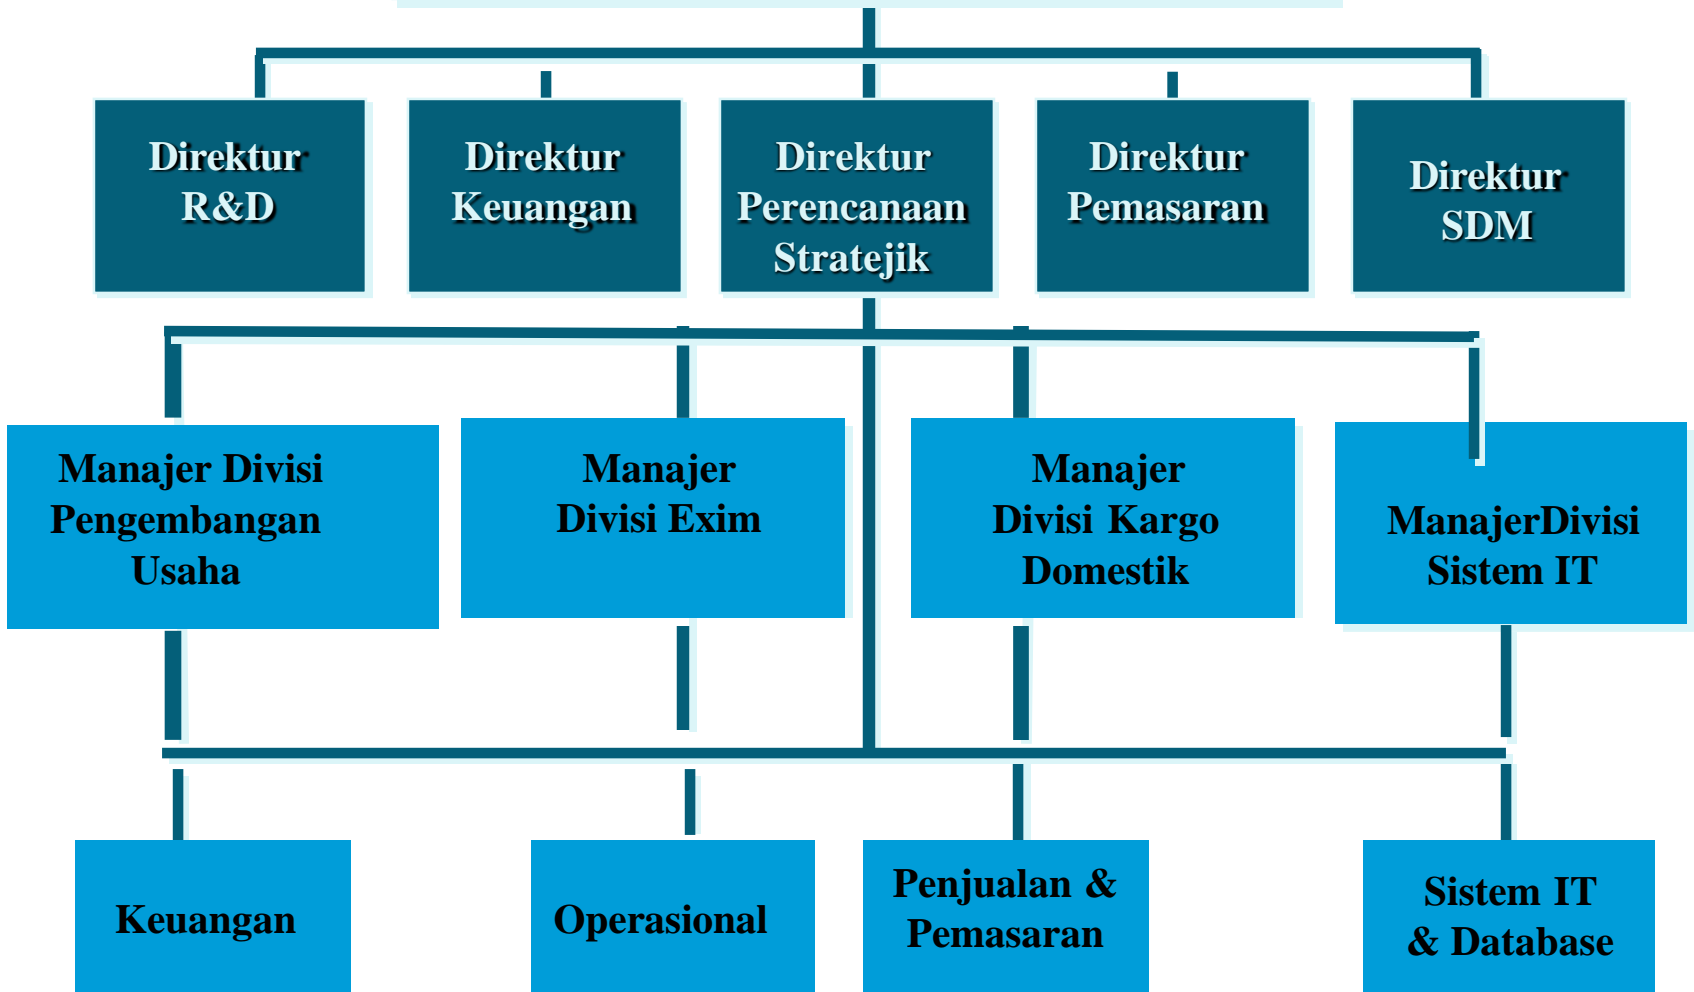 Direktur
R&D
Direktur
Keuangan
Direktur
Perencanaan
Stratejik
Direktur
Pemasaran
Direktur
SDM
Manajer Divisi
Pengembangan
Usaha
Manajer
Divisi Exim
Manajer
Divisi Kargo
Domestik
ManajerDivisi
Sistem IT
Keuangan
Operasional
Penjualan &
Pemasaran
Sistem IT
& Database